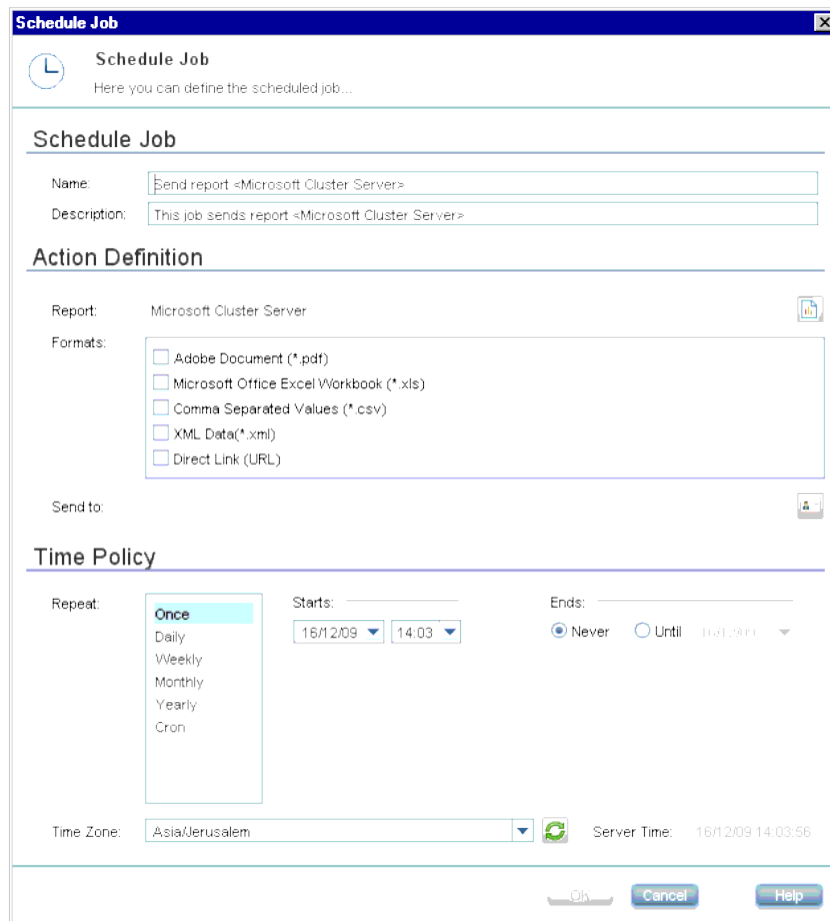 Schedule Job
Schedule Job
Here you can define the scheduled job...
Schedule Job
Name: Send report <Microsoft Cluster Server>
Description: This job sends report <Microsoft Cluster Server>
Action Definition
Report: Microsoft Cluster Server
Formats:
Adobe Document (*.pdf)
Microsoft Office Excel Workbook (*.xls)
Comma Separated Values (*.csv)
XML Data(*.xml)
Direct Link (URL)
Send to:
Time Policy
Repeat:
Once
Daily
Weekly
Monthly
Yearly
Cron
Starts:
16/12/09 14:03
Ends:
Never Until
Time Zone: Asia/Jerusalem Server Time: 16/12/09 14:03:56
OK Cancel Help